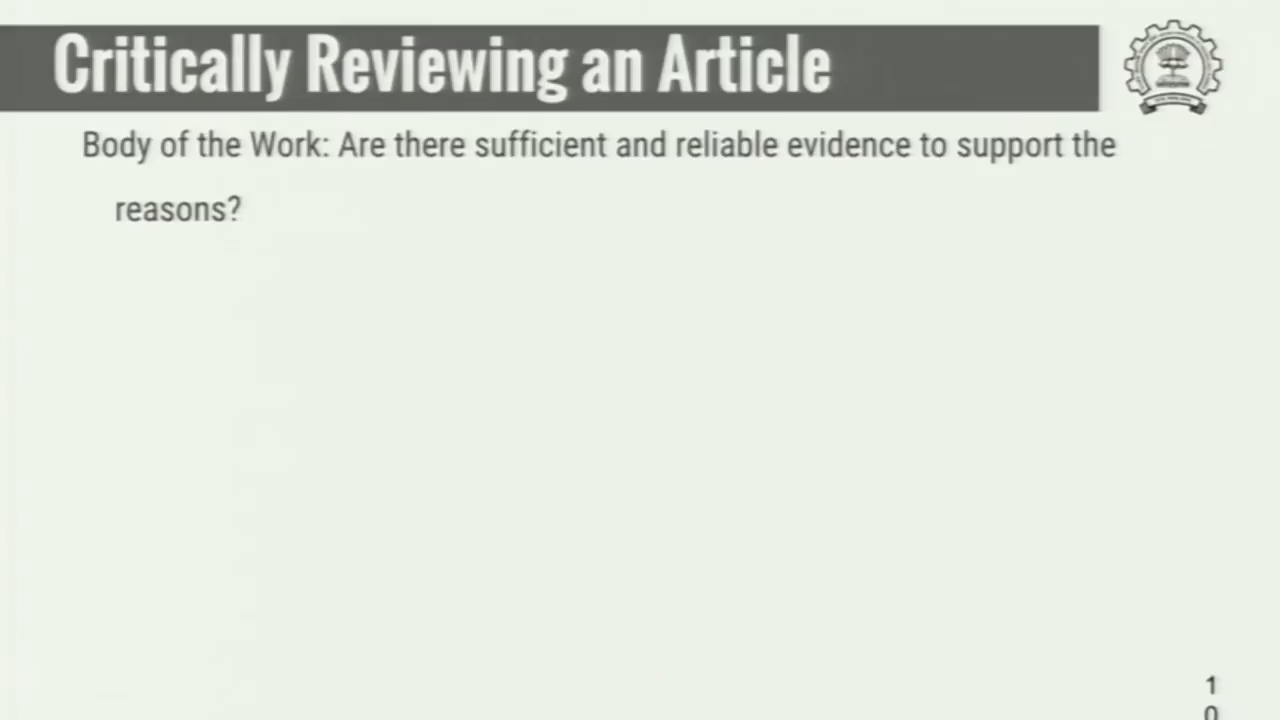 Critically Reviewing an Article
Body of the Work: Are there sufficient and reliable evidence to support the
reasons?
1
0